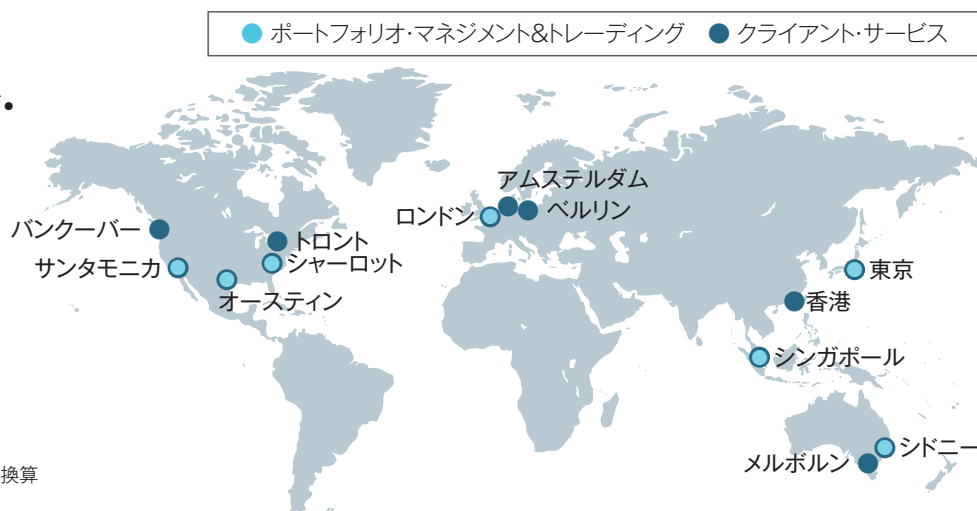 ポートフォリオ・マネジメント&トレーディング クライアント・サービス
アムステルダム
ロンドン
ベルリン
バンクーバー
トロント
サンタモニカ
シャーロット
オースティン
東京
香港
シンガポール
シドニー
メルボルン
換算